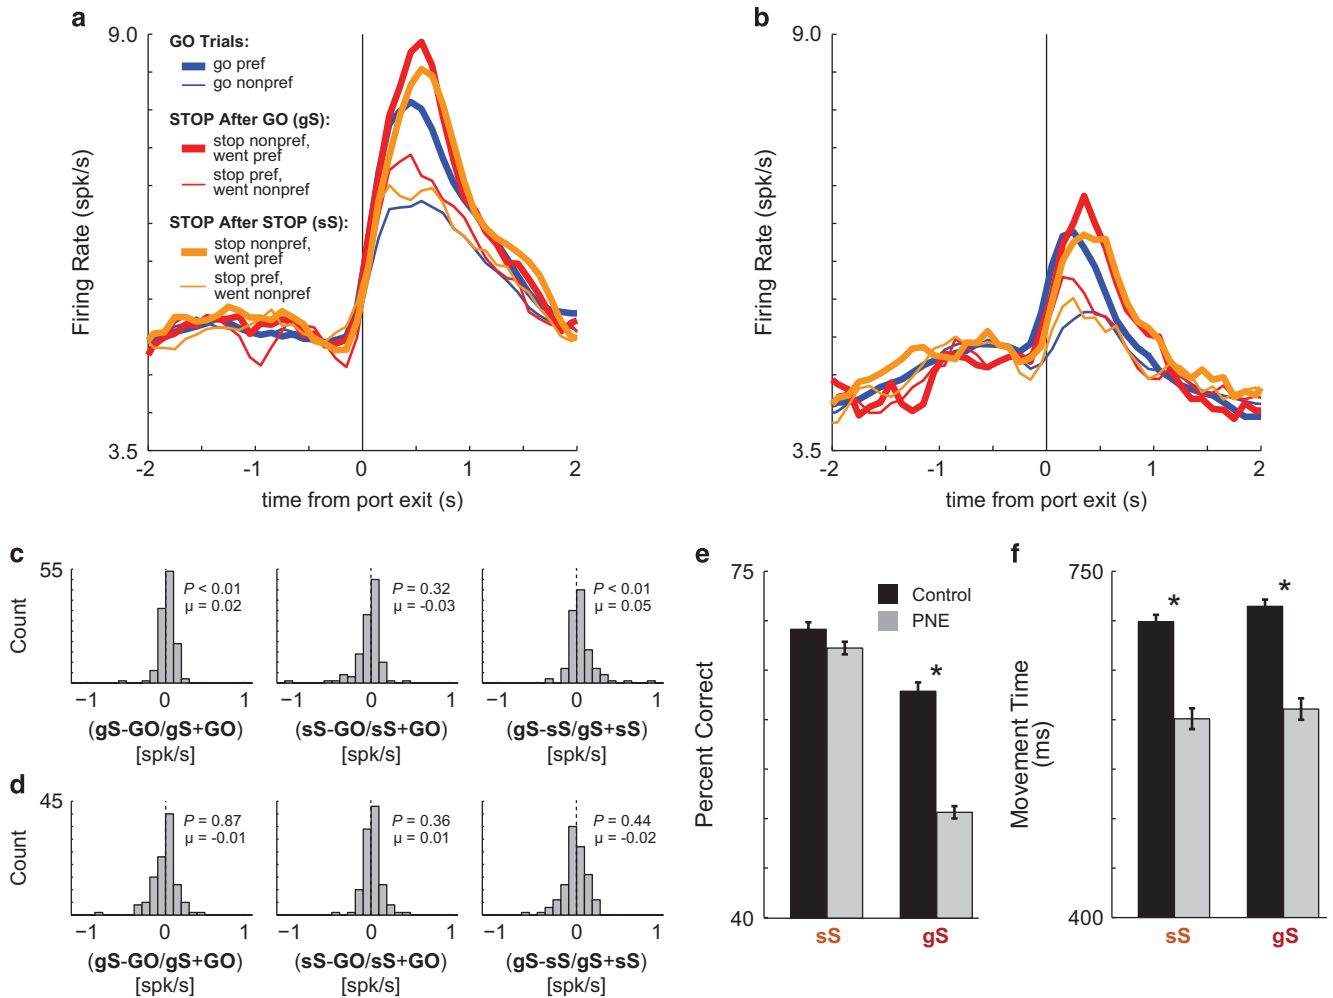 a
9.0
GO Trials:
go pref
go nonpref
STOP After GO (gS):
stop nonpref,
went pref
stop pref,
went nonpref
STOP After STOP (sS):
stop nonpref,
went pref
stop pref,
went nonpref
Firing Rate (spk/s)
3.5
-2
-1
0
1
2
time from port exit (s)
b
9.0
Firing Rate (spk/s)
3.5
-2
-1
0
1
2
time from port exit (s)
c
55
Count
P < 0.01
μ = 0.02
−1
0
1
(gS-GO/gS+GO)
[spk/s]
P = 0.32
μ = -0.03
−1
0
1
(sS-GO/sS+GO)
[spk/s]
P < 0.01
μ = 0.05
−1
0
1
(gS-sS/gS+sS)
[spk/s]
d
45
Count
P = 0.87
μ = -0.01
−1
0
1
(gS-GO/gS+GO)
[spk/s]
P = 0.36
μ = 0.01
−1
0
1
(sS-GO/sS+GO)
[spk/s]
P = 0.44
μ = -0.02
−1
0
1
(gS-sS/gS+sS)
[spk/s]
e
75
Percent Correct
40
Control
PNE
*
sS
gS
f
750
Movement Time
(ms)
400
*
*
sS
gS